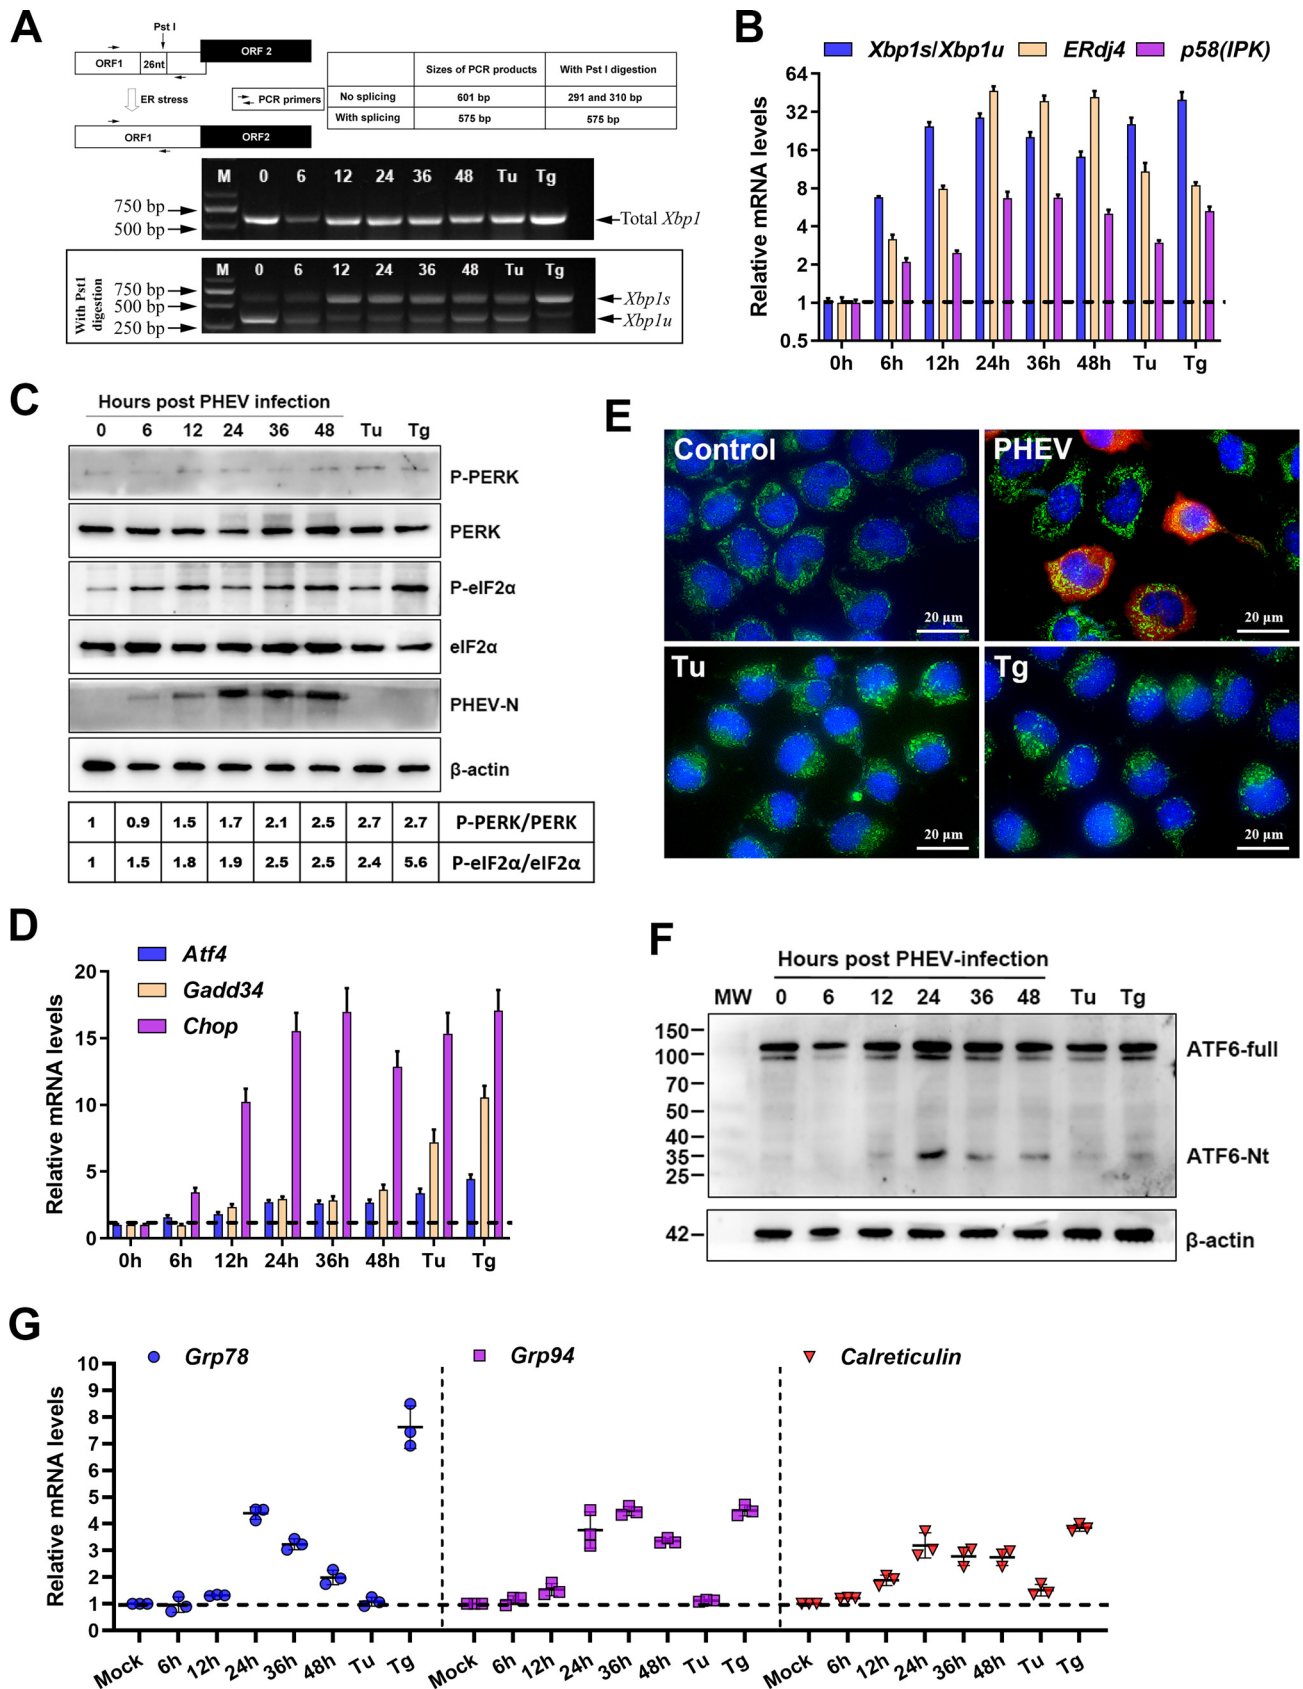 A
Pst I
ORF1
26nt
ORF 2
ER stress
PCR primers
ORF1
ORF2
Sizes of PCR products
With Pst I digestion
No splicing
601 bp
291 and 310 bp
With splicing
575 bp
575 bp
M 0 6 12 24 36 48 Tu Tg
750 bp
500 bp
Total Xbp1
With Pst1
digestion
M 0 6 12 24 36 48 Tu Tg
750 bp
500 bp
250 bp
Xbp1s
Xbp1u
B
Xbp1s/Xbp1u ERdj4 p58(IPK)
Relative mRNA levels
64
32
16
8
4
2
1
0.5
0h 6h 12h 24h 36h 48h Tu Tg
C
Hours post PHEV infection
0 6 12 24 36 48 Tu Tg
P-PERK
PERK
P-eIF2α
eIF2α
PHEV-N
β-actin
1 0.9 1.5 1.7 2.1 2.5 2.7 2.7 P-PERK/PERK
1 1.5 1.8 1.9 2.5 2.5 2.4 5.6 P-eIF2α/eIF2α
E
Control
20 µm
PHEV
20 µm
Tu
20 µm
Tg
20 µm
D
Atf4
Gadd34
Chop
Relative mRNA levels
20
15
10
5
0
0h 6h 12h 24h 36h 48h Tu Tg
F
Hours post PHEV-infection
MW 0 6 12 24 36 48 Tu Tg
150
100
70
50
40
35
25
ATF6-full
ATF6-Nt
42
β-actin
G
Grp78
Grp94
Calreticulin
Relative mRNA levels
10
9
8
7
6
5
4
3
2
1
0
Mock 6h 12h 24h 36h 48h Tu Tg
Mock 6h 12h 24h 36h 48h Tu Tg
Mock 6h 12h 24h 36h 48h Tu Tg